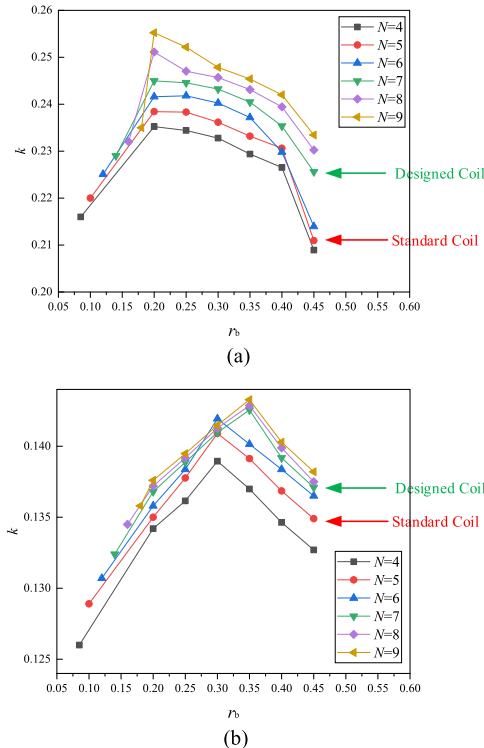 0.26
0.25
0.24
0.23
0.22
0.21
0.20
k
N=4
N=5
N=6
N=7
N=8
N=9
Designed Coil
Standard Coil
0.05 0.10 0.15 0.20 0.25 0.30 0.35 0.40 0.45 0.50 0.55 0.60
rb
(a)
0.140
0.135
0.130
0.125
k
Designed Coil
Standard Coil
N=4
N=5
N=6
N=7
N=8
N=9
0.05 0.10 0.15 0.20 0.25 0.30 0.35 0.40 0.45 0.50 0.55 0.60
rb
(b)